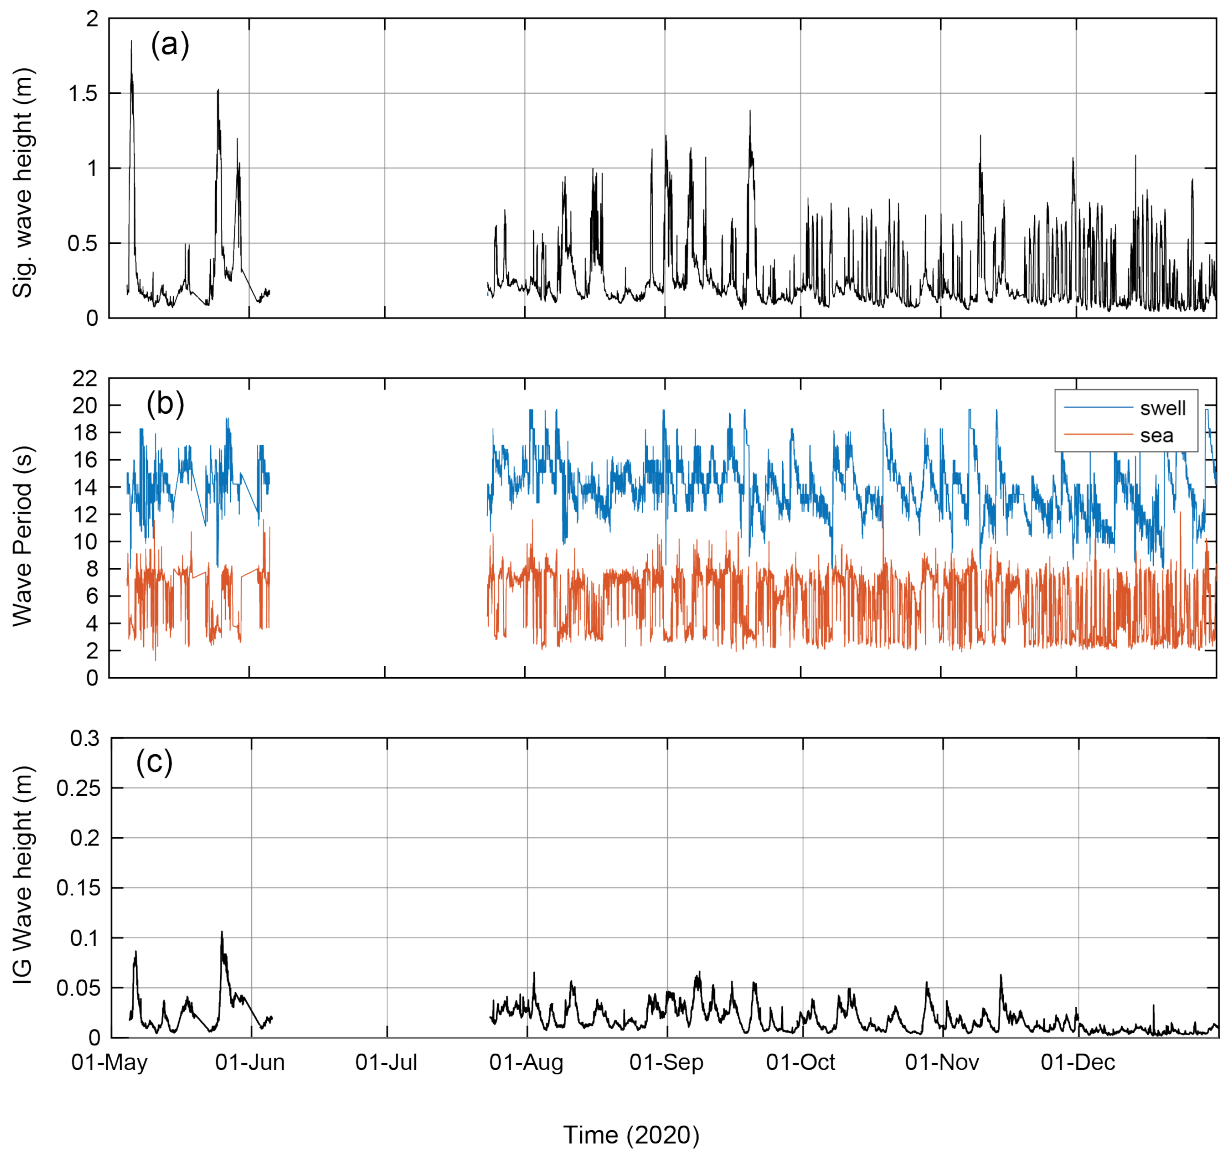 (a)
Sig. wave height (m)
2
1.5
1
0.5
0
(b)
Wave Period (s)
22
20
18
16
14
12
10
8
6
4
2
0
swell
sea
(c)
IG Wave height (m)
0.3
0.25
0.2
0.15
0.1
0.05
0
01-May 01-Jun 01-Jul 01-Aug 01-Sep 01-Oct 01-Nov 01-Dec
Time (2020)